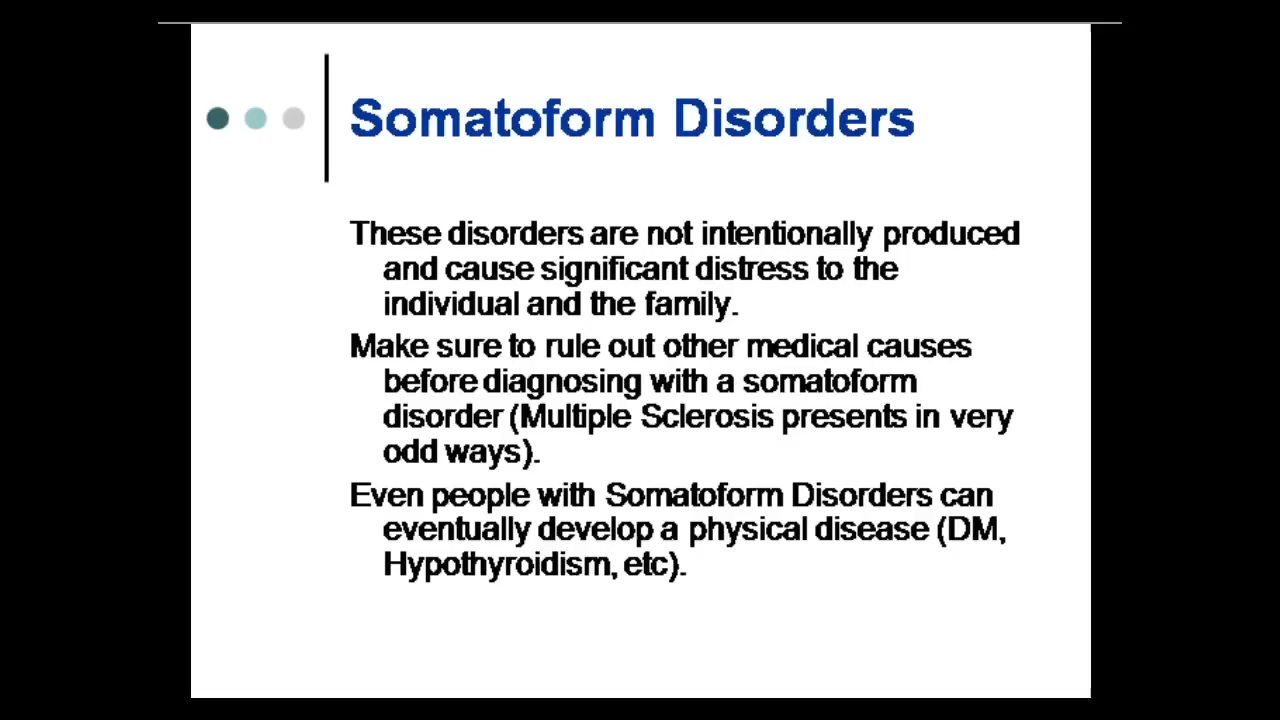 Somatoform Disorders
These disorders are not intentionally produced
and cause significant distress to the
individual and the family.
Make sure to rule out other medical causes
before diagnosing with a somatoform
disorder (Multiple Sclerosis presents in very
odd ways).
Even people with Somatoform Disorders can
eventually develop a physical disease (DM,
Hypothyroidism, etc).